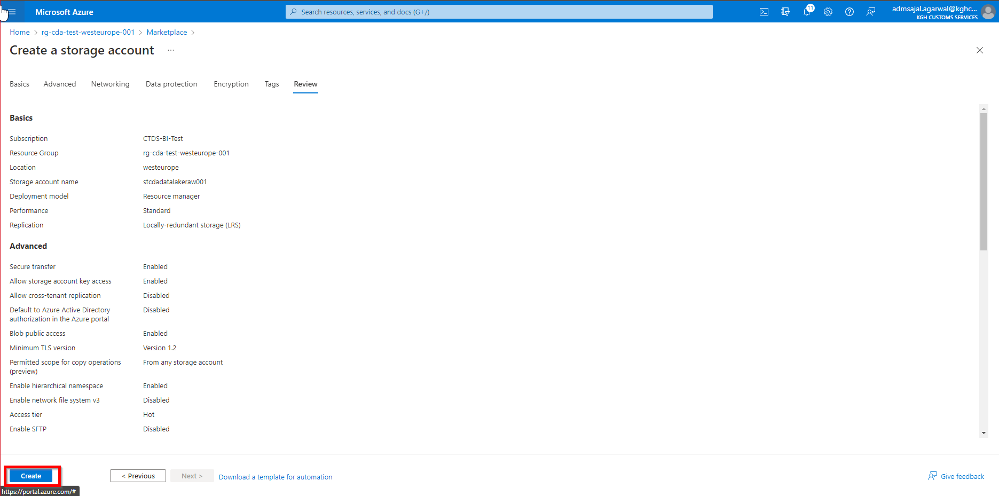 Microsoft Azure
Search resources, services, and docs (G+/)
11
admsajal.agarwal@kghc...
KGH CUSTOMS SERVICES
Home > rg-cda-test-westeurope-001 > Marketplace >
Create a storage account ...
Basics Advanced Networking Data protection Encryption Tags Review
Basics
Subscription CTDS-BI-Test
Resource Group rg-cda-test-westeurope-001
Location westeurope
Storage account name stcdadatalakeraw001
Deployment model Resource manager
Performance Standard
Replication Locally-redundant storage (LRS)
Advanced
Secure transfer Enabled
Allow storage account key access Enabled
Allow cross-tenant replication Disabled
Default to Azure Active Directory Disabled
authorization in the Azure portal
Blob public access Enabled
Minimum TLS version Version 1.2
Permitted scope for copy operations From any storage account
(preview)
Enable hierarchical namespace Enabled
Enable network file system v3 Disabled
Access tier Hot
Enable SFTP Disabled
Create < Previous Next > Download a template for automation Give feedback
https://portal.azure.com/#